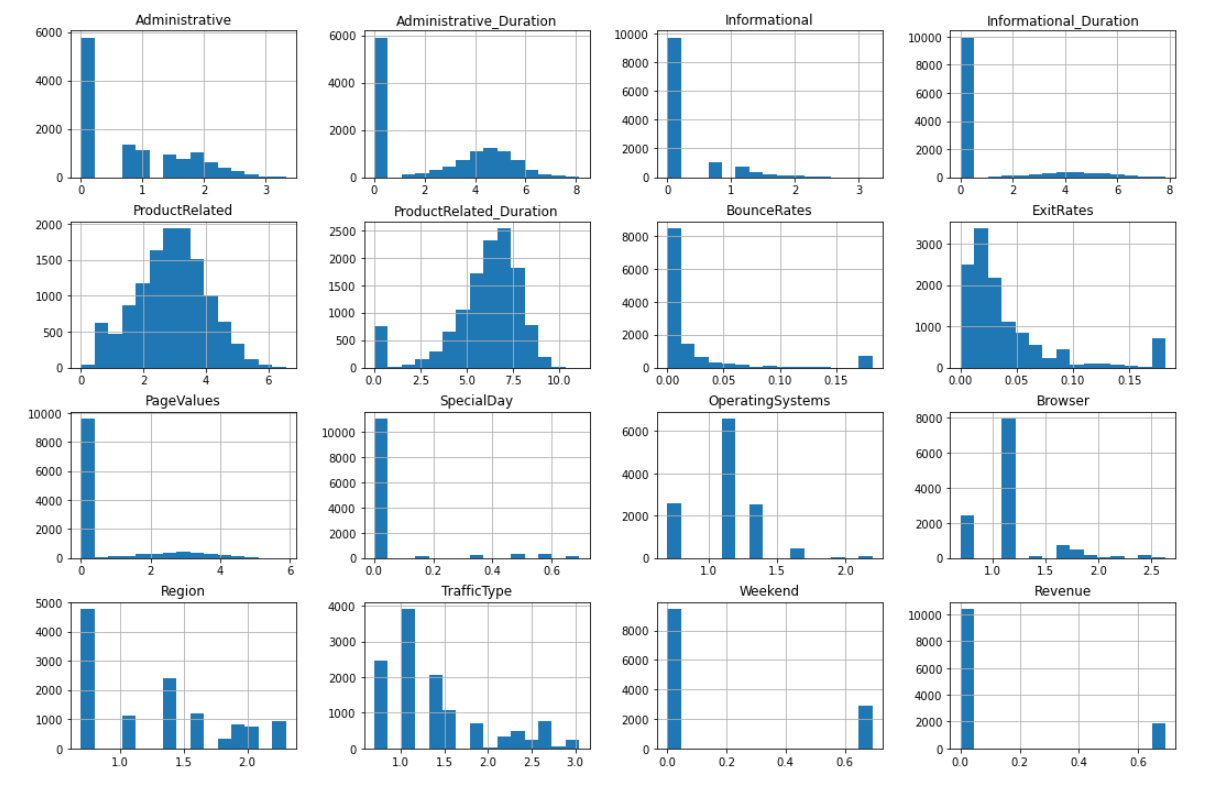 Administrative
6000
4000
2000
0
0 1 2 3
Administrative_Duration
6000
4000
2000
0
0 2 4 6 8
Informational
10000
8000
6000
4000
2000
0
0 1 2 3
Informational_Duration
10000
8000
6000
4000
2000
0
0 2 4 6 8
ProductRelated
2000
1500
1000
500
0
0 2 4 6
ProductRelated_Duration
2500
2000
1500
1000
500
0
0.0 2.5 5.0 7.5 10.0
BounceRates
8000
6000
4000
2000
0
0.00 0.05 0.10 0.15
ExitRates
3000
2000
1000
0
0.00 0.05 0.10 0.15
PageValues
10000
8000
6000
4000
2000
0
0 2 4 6
SpecialDay
10000
8000
6000
4000
2000
0
0.0 0.2 0.4 0.6
OperatingSystems
6000
4000
2000
0
1.0 1.5 2.0
Browser
8000
6000
4000
2000
0
1.0 1.5 2.0 2.5
Region
5000
4000
3000
2000
1000
0
1.0 1.5 2.0
TrafficType
4000
3000
2000
1000
0
1.0 1.5 2.0 2.5 3.0
Weekend
8000
6000
4000
2000
0
0.0 0.2 0.4 0.6
Revenue
10000
8000
6000
4000
2000
0
0.0 0.2 0.4 0.6